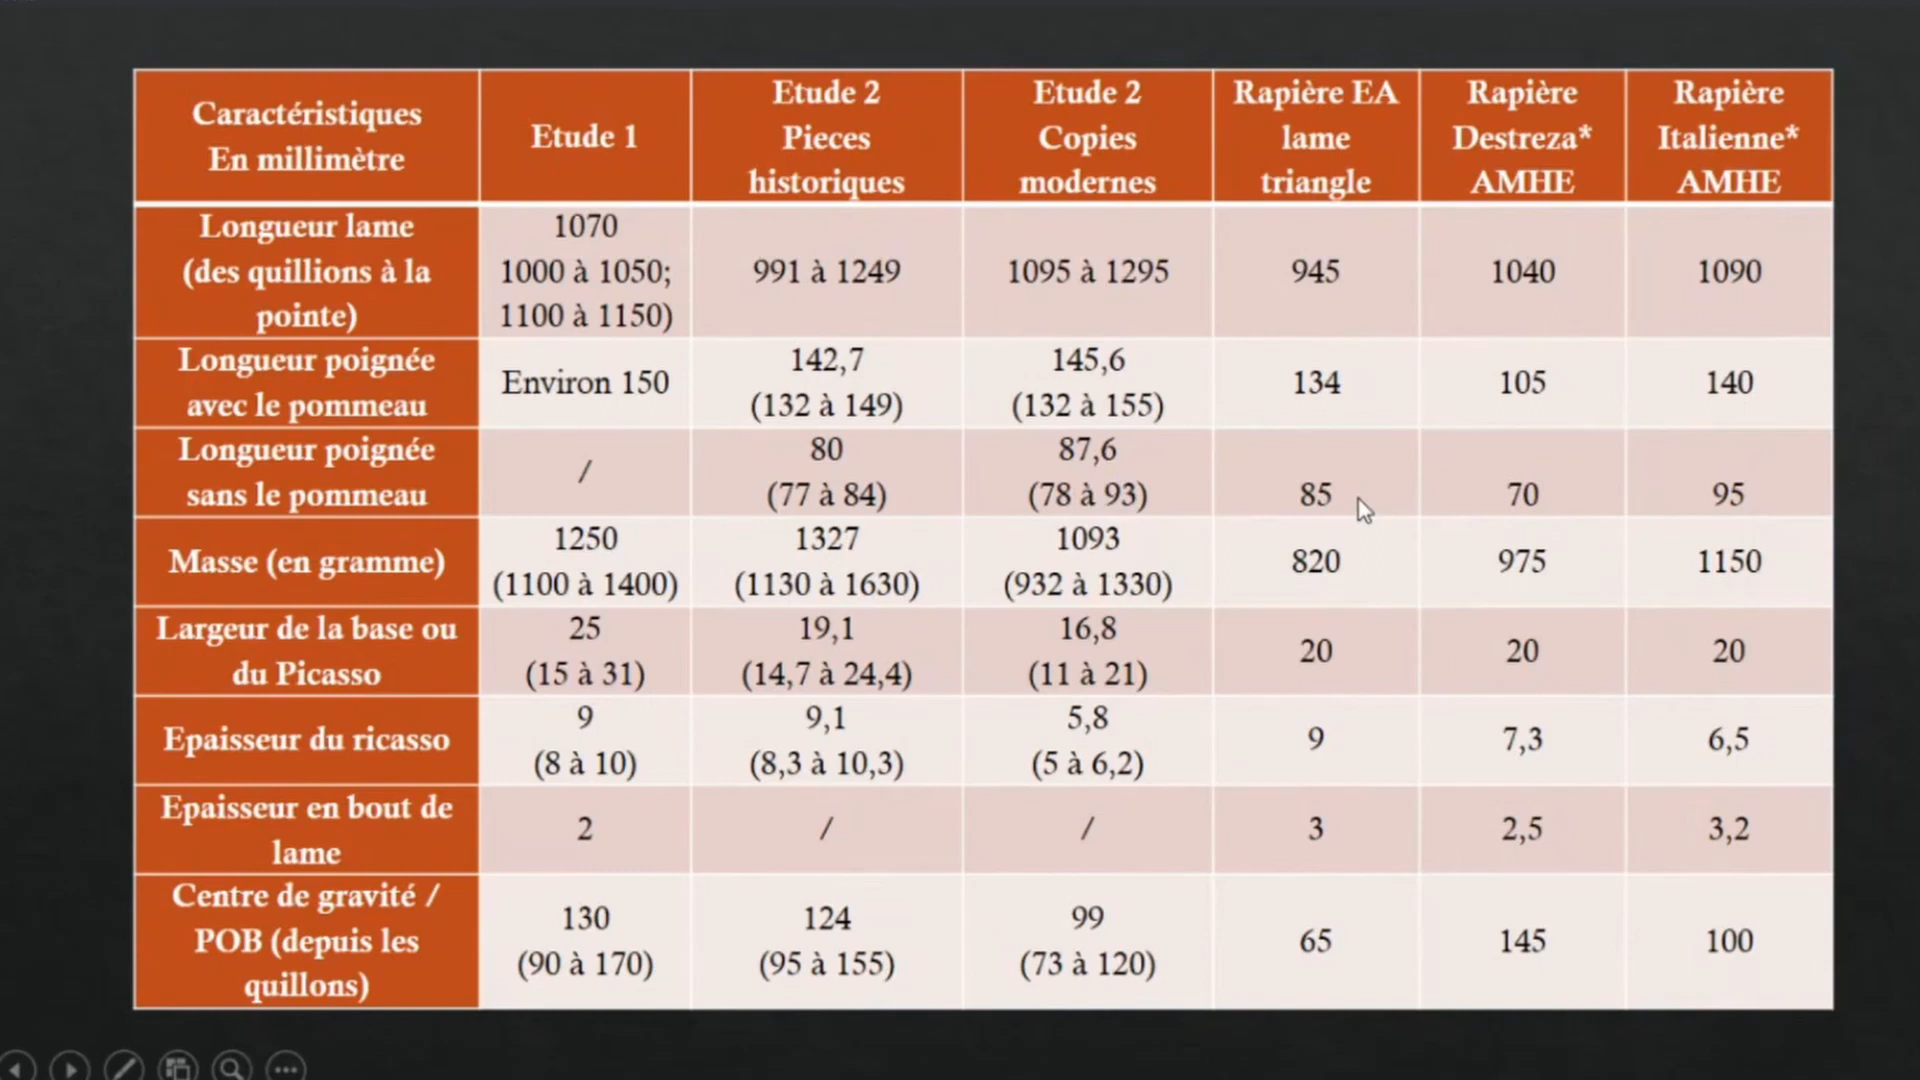 Caractéristiques
En millimètre
Etude 1
Etude 2
Pieces
historiques
Etude 2
Copies
modernes
Rapière EA
lame
triangle
Rapière
Destreza*
AMHE
Rapière
Italienne*
AMHE
Longueur lame
(des quillions à la
pointe)
1070
1000 à 1050;
1100 à 1150)
991 à 1249
1095 à 1295
945
1040
1090
Longueur poignée
avec le pommeau
Environ 150
142,7
(132 à 149)
145,6
(132 à 155)
134
105
140
Longueur poignée
sans le pommeau
/
80
(77 à 84)
87,6
(78 à 93)
85
70
95
Masse (en gramme)
1250
(1100 à 1400)
1327
(1130 à 1630)
1093
(932 à 1330)
820
975
1150
Largeur de la base ou
du Picasso
25
(15 à 31)
19,1
(14,7 à 24,4)
16,8
(11 à 21)
20
20
20
Epaisseur du ricasso
9
(8 à 10)
9,1
(8,3 à 10,3)
5,8
(5 à 6,2)
9
7,3
6,5
Epaisseur en bout de
lame
2
/
/
3
2,5
3,2
Centre de gravité /
POB (depuis les
quillons)
130
(90 à 170)
124
(95 à 155)
99
(73 à 120)
65
145
100